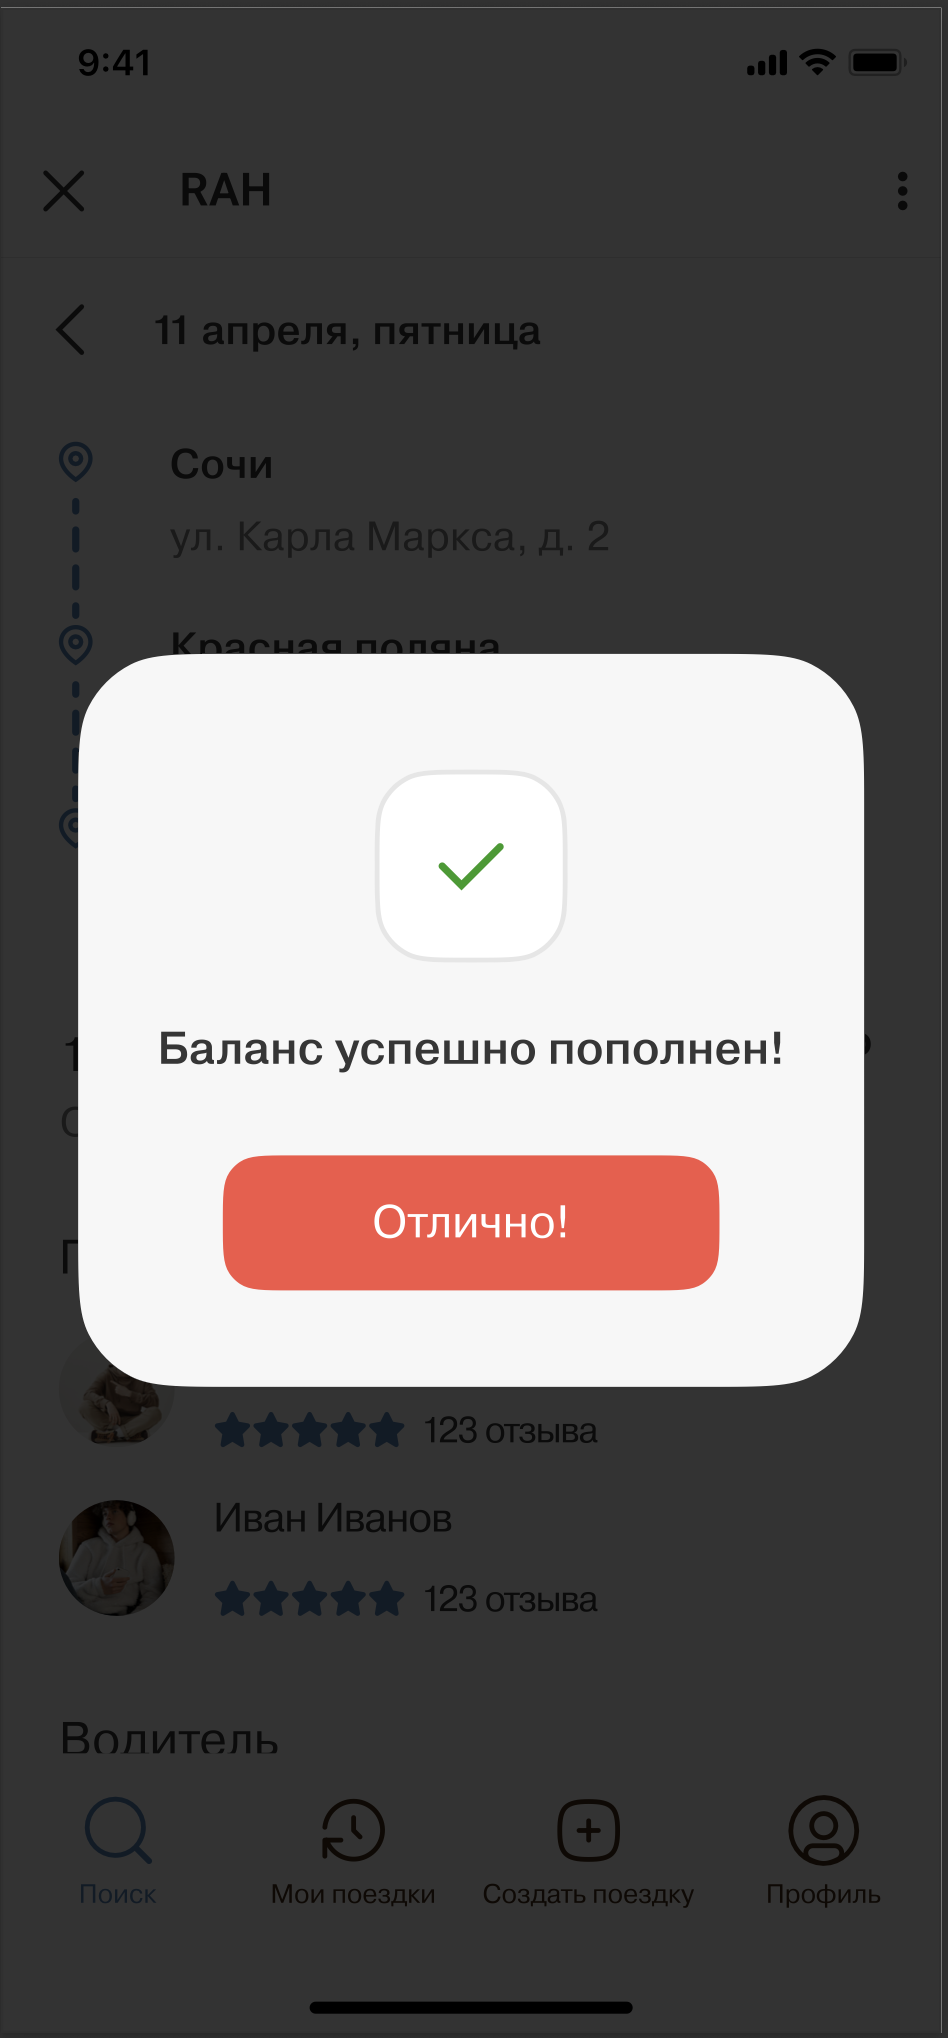 9:41
RAH
11 апреля, пятница
Сочи
ул. Карла Маркса, д. 2
Красная поляна
Баланс успешно пополнен!
Отлично!
123 отзыва
Иван Иванов
123 отзыва
Водитель
Поиск
Мои поездки
Создать поездку
Профиль